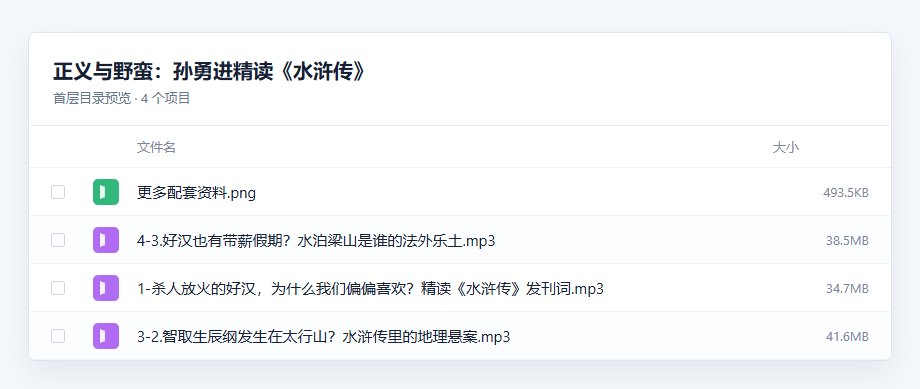 正义与野蛮：孙勇进精读《水浒传》
首层目录预览 · 4 个项目
文件名 大小
更多配套资料.png 493.5KB
4-3.好汉也有带薪假期？水泊梁山是谁的法外乐土.mp3 38.5MB
1-杀人放火的好汉，为什么我们偏偏喜欢？精读《水浒传》发刊词.mp3 34.7MB
3-2.智取生辰纲发生在太行山？水浒传里的地理悬案.mp3 41.6MB